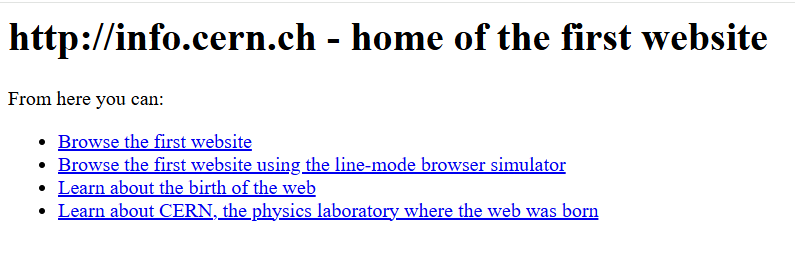 http://info.cern.ch - home of the first website
From here you can:
Browse the first website
Browse the first website using the line-mode browser simulator
Learn about the birth of the web
Learn about CERN, the physics laboratory where the web was born